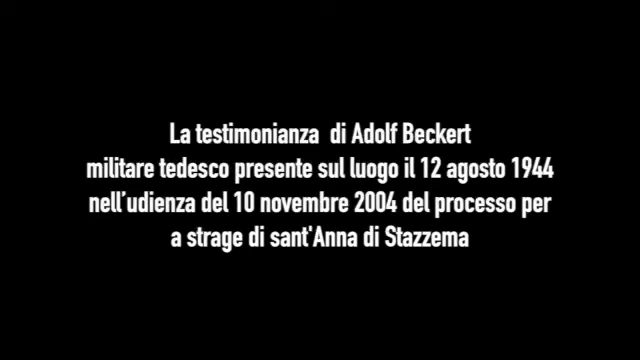 La testimonianza di Adolf Beckert
militare tedesco presente sul luogo il 12 agosto 1944
nell’udienza del 10 novembre 2004 del processo per
a strage di sant'Anna di Stazzema